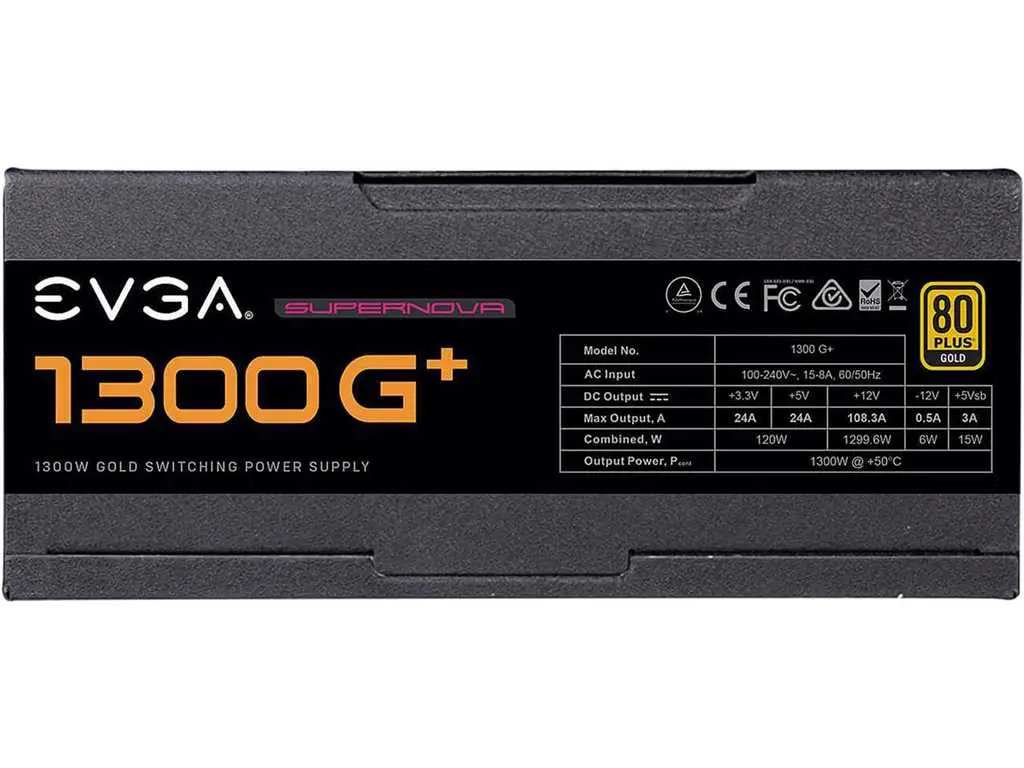 EVGA®
SUPERNOVA
1300 G+
1300W GOLD SWITCHING POWER SUPPLY
CE FC RoHS
80
PLUS®
GOLD
Model No. 1300 G+
AC Input 100-240V~, 15-8A, 60/50Hz
DC Output +3.3V +5V +12V -12V +5Vsb
Max Output, A 24A 24A 108.3A 0.5A 3A
Combined, W 120W 1299.6W 6W 15W
Output Power, Pcont 1300W @ +50°C